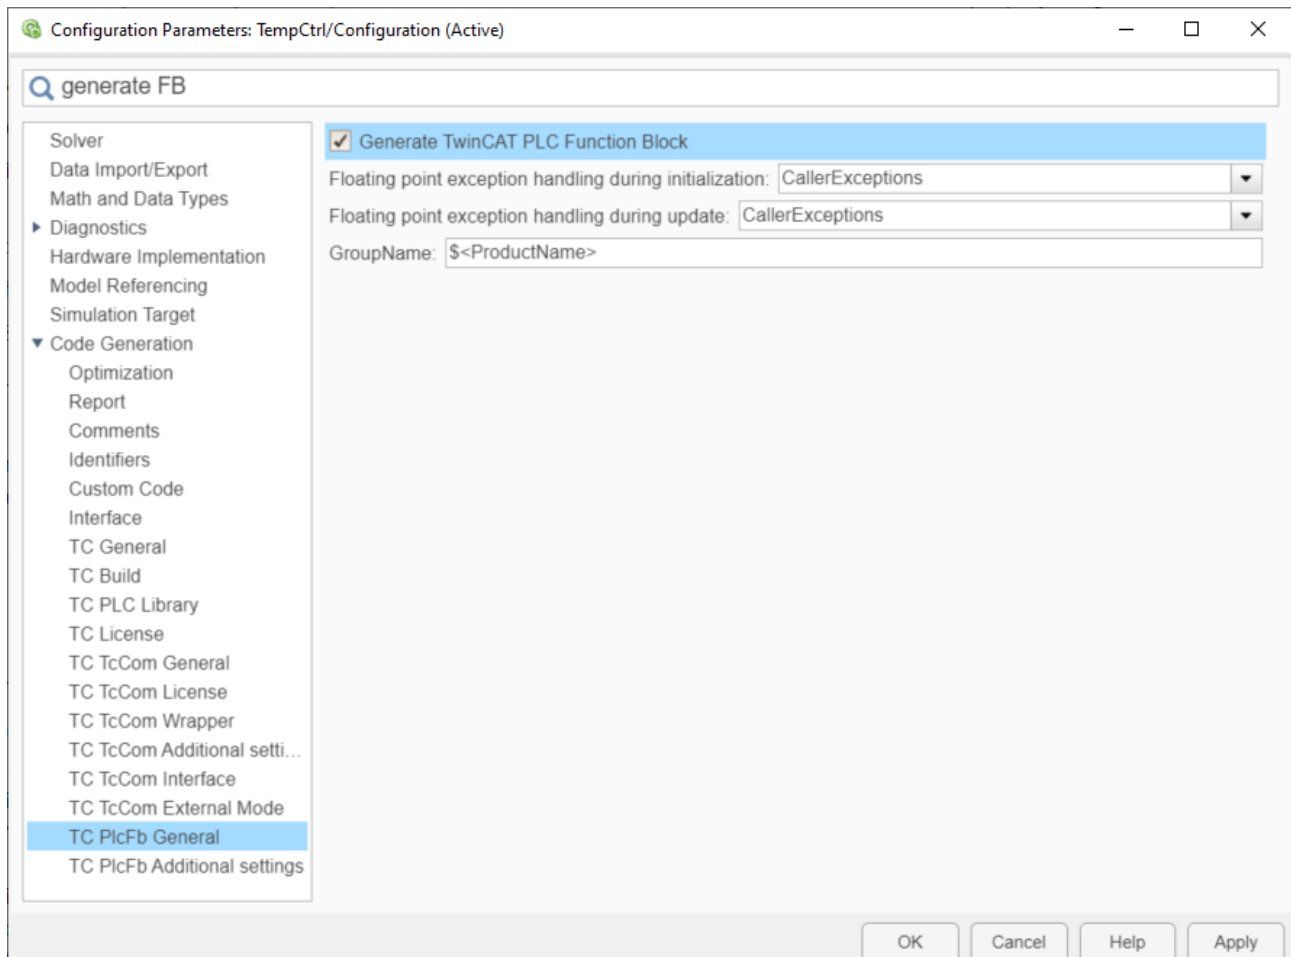 Configuration Parameters: TempCtrl/Configuration (Active)
generate FB
Solver
Data Import/Export
Math and Data Types
Diagnostics
Hardware Implementation
Model Referencing
Simulation Target
Code Generation
Optimization
Report
Comments
Identifiers
Custom Code
Interface
TC General
TC Build
TC PLC Library
TC License
TC TcCom General
TC TcCom License
TC TcCom Wrapper
TC TcCom Additional setti...
TC TcCom Interface
TC TcCom External Mode
TC PlcFb General
TC PlcFb Additional settings
Generate TwinCAT PLC Function Block
Floating point exception handling during initialization: CallerExceptions
Floating point exception handling during update: CallerExceptions
GroupName: $<ProductName>
OK Cancel Help Apply